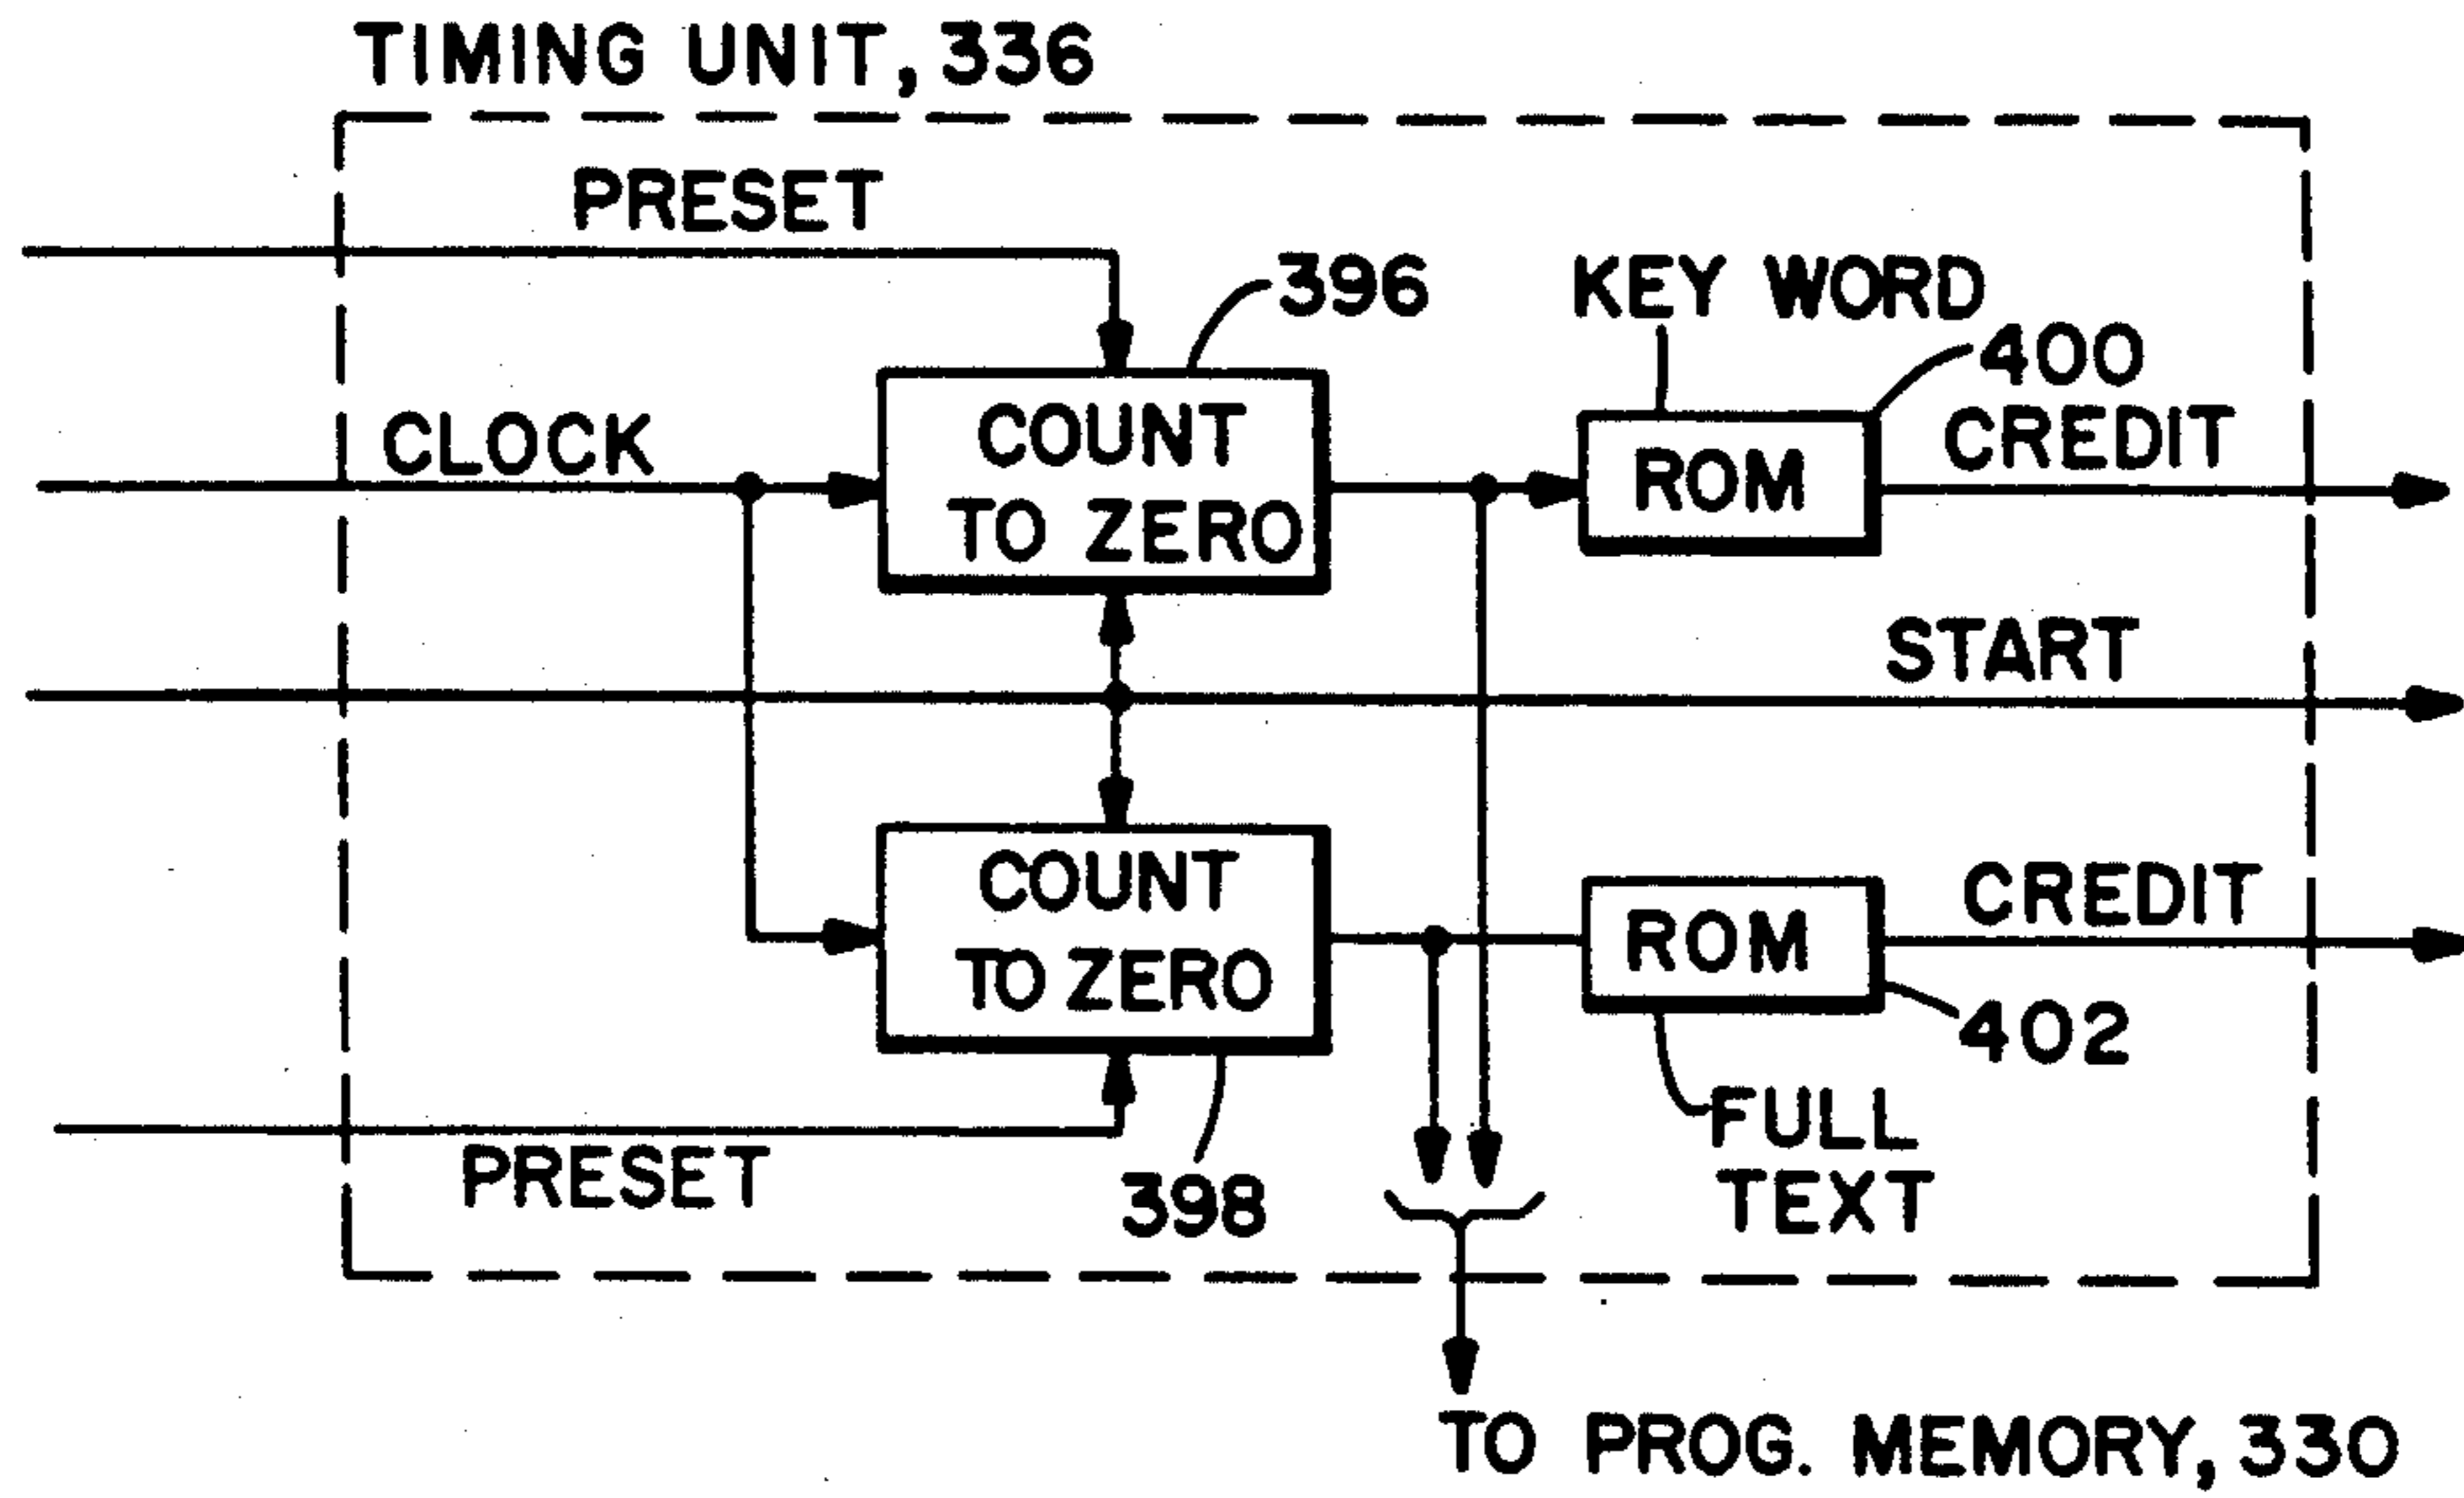 TIMING UNIT, 336
PRESET
396
KEY WORD
400
CLOCK
COUNT
TO ZERO
ROM
CREDIT
START
COUNT
TO ZERO
ROM
CREDIT
402
FULL
TEXT
PRESET
398
TO PROG. MEMORY, 330